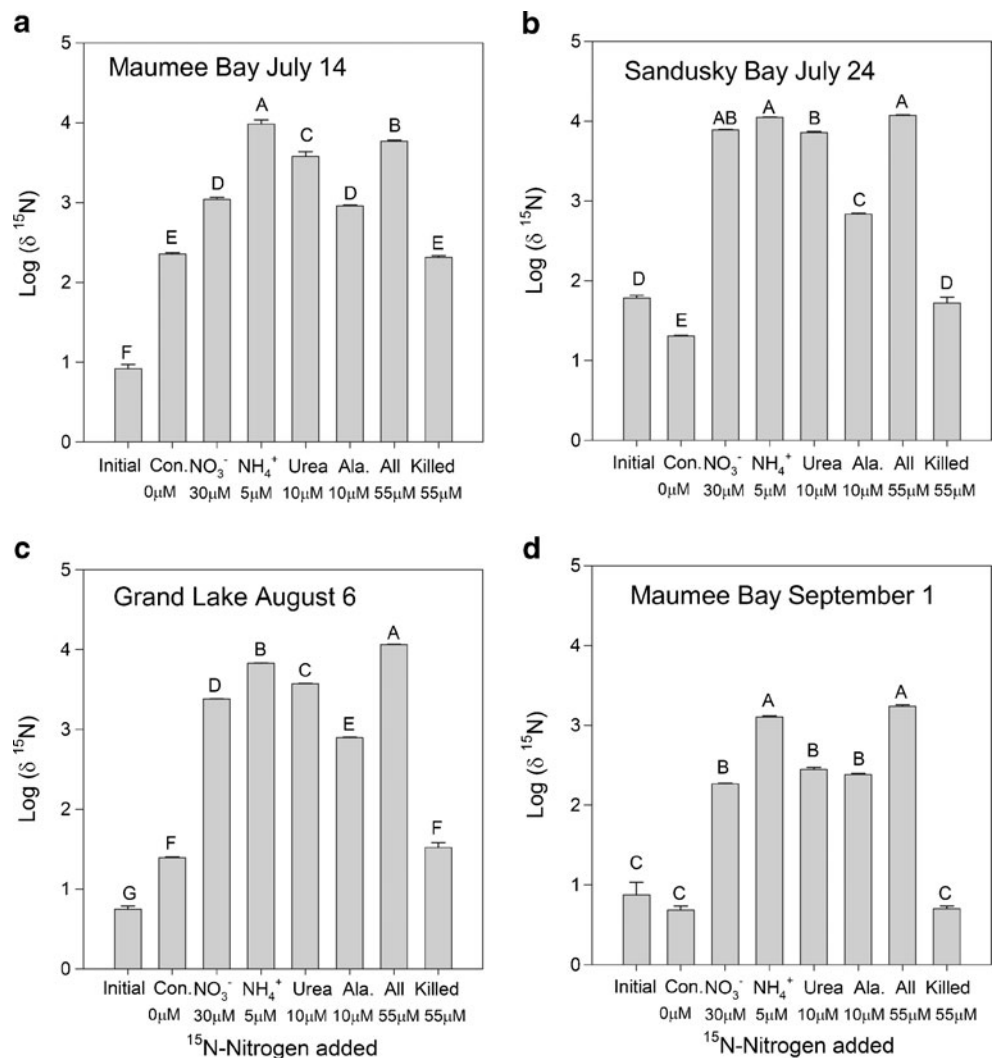 a
Maumee Bay July 14
Log (δ ¹⁵N)
5
4
3
2
1
0
F
E
D
A
C
D
B
E
Initial Con. NO₃⁻ NH₄⁺ Urea Ala. All Killed
0µM 30µM 5µM 10µM 10µM 55µM 55µM
b
Sandusky Bay July 24
Log (δ ¹⁵N)
5
4
3
2
1
0
D
E
AB
A
B
C
A
D
Initial Con. NO₃⁻ NH₄⁺ Urea Ala. All Killed
0µM 30µM 5µM 10µM 10µM 55µM 55µM
c
Grand Lake August 6
Log (δ ¹⁵N)
5
4
3
2
1
0
G
F
D
B
C
E
A
F
Initial Con. NO₃⁻ NH₄⁺ Urea Ala. All Killed
0µM 30µM 5µM 10µM 10µM 55µM 55µM
¹⁵N-Nitrogen added
d
Maumee Bay September 1
Log (δ ¹⁵N)
5
4
3
2
1
0
C
C
B
A
B
B
A
C
Initial Con. NO₃⁻ NH₄⁺ Urea Ala. All Killed
0µM 30µM 5µM 10µM 10µM 55µM 55µM
¹⁵N-Nitrogen added